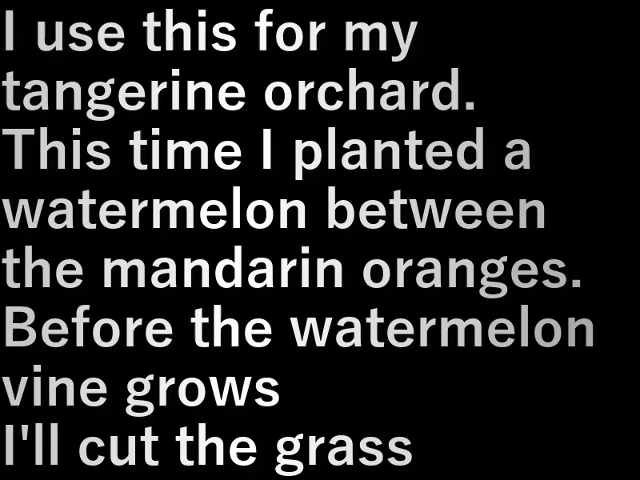 I use this for my
tangerine orchard.
This time I planted a
watermelon between
the mandarin oranges.
Before the watermelon
vine grows
I'll cut the grass